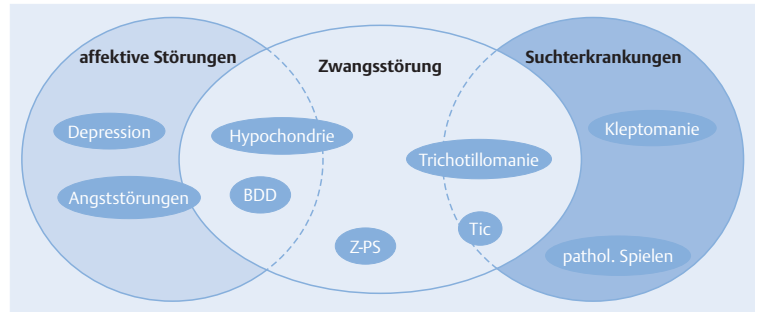 affektive Störungen
Zwangsstörung
Suchterkrankungen
Depression
Hypochondrie
Kleptomanie
Trichotillomanie
Angststörungen
BDD
Tic
Z-PS
pathol. Spielen